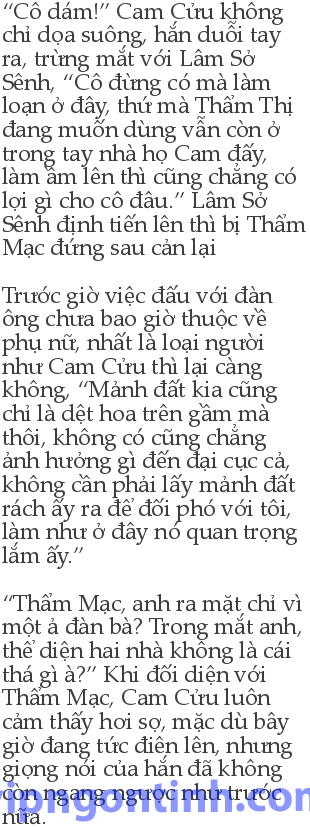 “Cô dám!” Cam Cửu không
chỉ dọa suông, hắn duỗi tay
ra, trừng mắt với Lâm Sở
Sênh, “Cô đừng có mà làm
loạn ở đây, thứ mà Thẩm Thị
đang muốn dùng vẫn còn ở
trong tay nhà họ Cam đấy,
làm ầm lên thì cũng chẳng có
lợi gì cho cô đâu.” Lâm Sở
Sênh định tiến lên thì bị Thẩm
Mạc đứng sau cản lại
Trước giờ việc đấu với đàn
ông chưa bao giờ thuộc về
phụ nữ, nhất là loại người
như Cam Cửu thì lại càng
không, “Mảnh đất kia cũng
chỉ là dệt hoa trên gầm mà
thôi, không có cũng chẳng
ảnh hưởng gì đến đại cục cả,
không cần phải lấy mảnh đất
rách ấy ra để đối phó với tôi,
làm như ở đây nó quan trọng
lắm ấy.”
“Thẩm Mạc, anh ra mặt chỉ vì
một ả đàn bà? Trong mắt anh,
thể diện hai nhà không là cái
thá gì à?” Khi đối diện với
Thẩm Mạc, Cam Cửu luôn
cảm thấy hơi sợ, mặc dù bây
giờ đang tức điên lên, nhưng
giọng nói của hắn đã không
còn ngang ngược như trước
nữa.
iongontinh.com